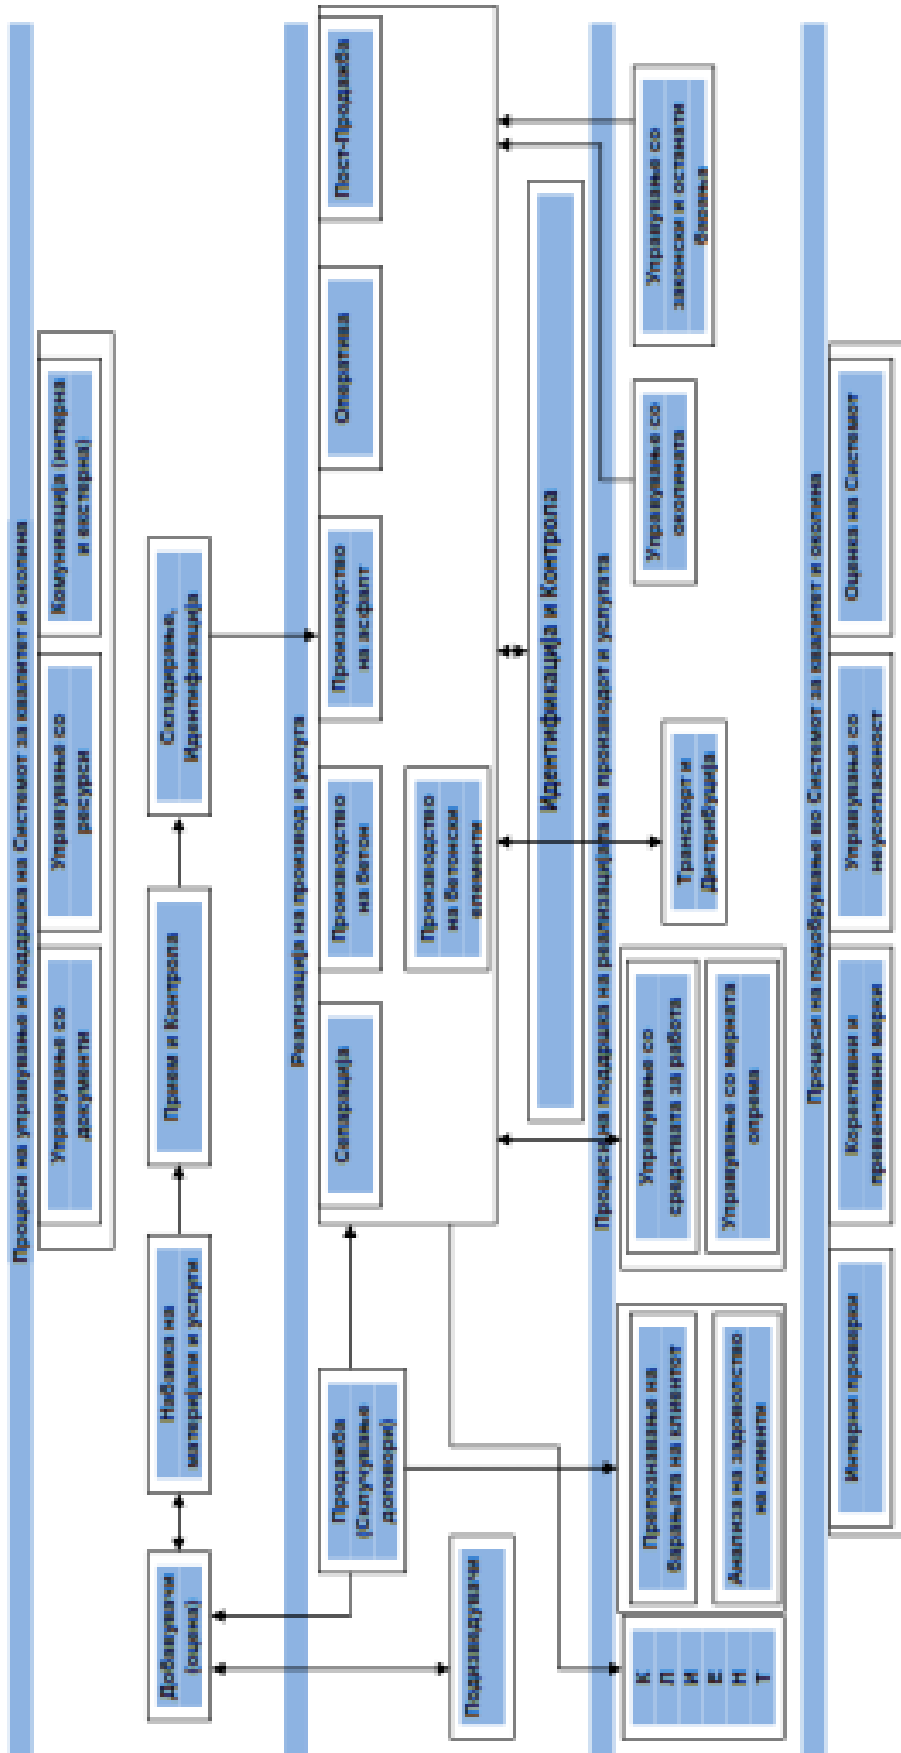 Процеси на управување и поддршка на Системот за квалитет и околина
Управување со
документи
Управување со
ресурси
Комуникација (интерна
и екстерна)
Добавувачи
(оцена)
Набавка на
материјали и услуги
Прием и Контрола
Складирање,
Идентификација
Реализација на производ и услуга
Продажба
(Склучување
договори)
Сепарација
Производство
на бетон
Производство
на асфалт
Оператива
Пост-Продажба
Производство
на бетонски
елементи
Подизведувачи
Идентификација и Контрола
Процеси на поддршка на реализацијата на производот и услугата
К
Л
И
Е
Н
Т
Препознавање на
барањата на клиентот
Анализа на задоволство
на клиенти
Управување со
средствата за работа
Управување со мерната
опрема
Транспорт и
Дистрибуција
Управување со
околината
Управување со
законски и останати
барања
Процеси на подобрување во Системот за квалитет и околина
Интерни проверки
Корективни и
превентивни мерки
Управување со
неусогласеност
Оценка на Системот